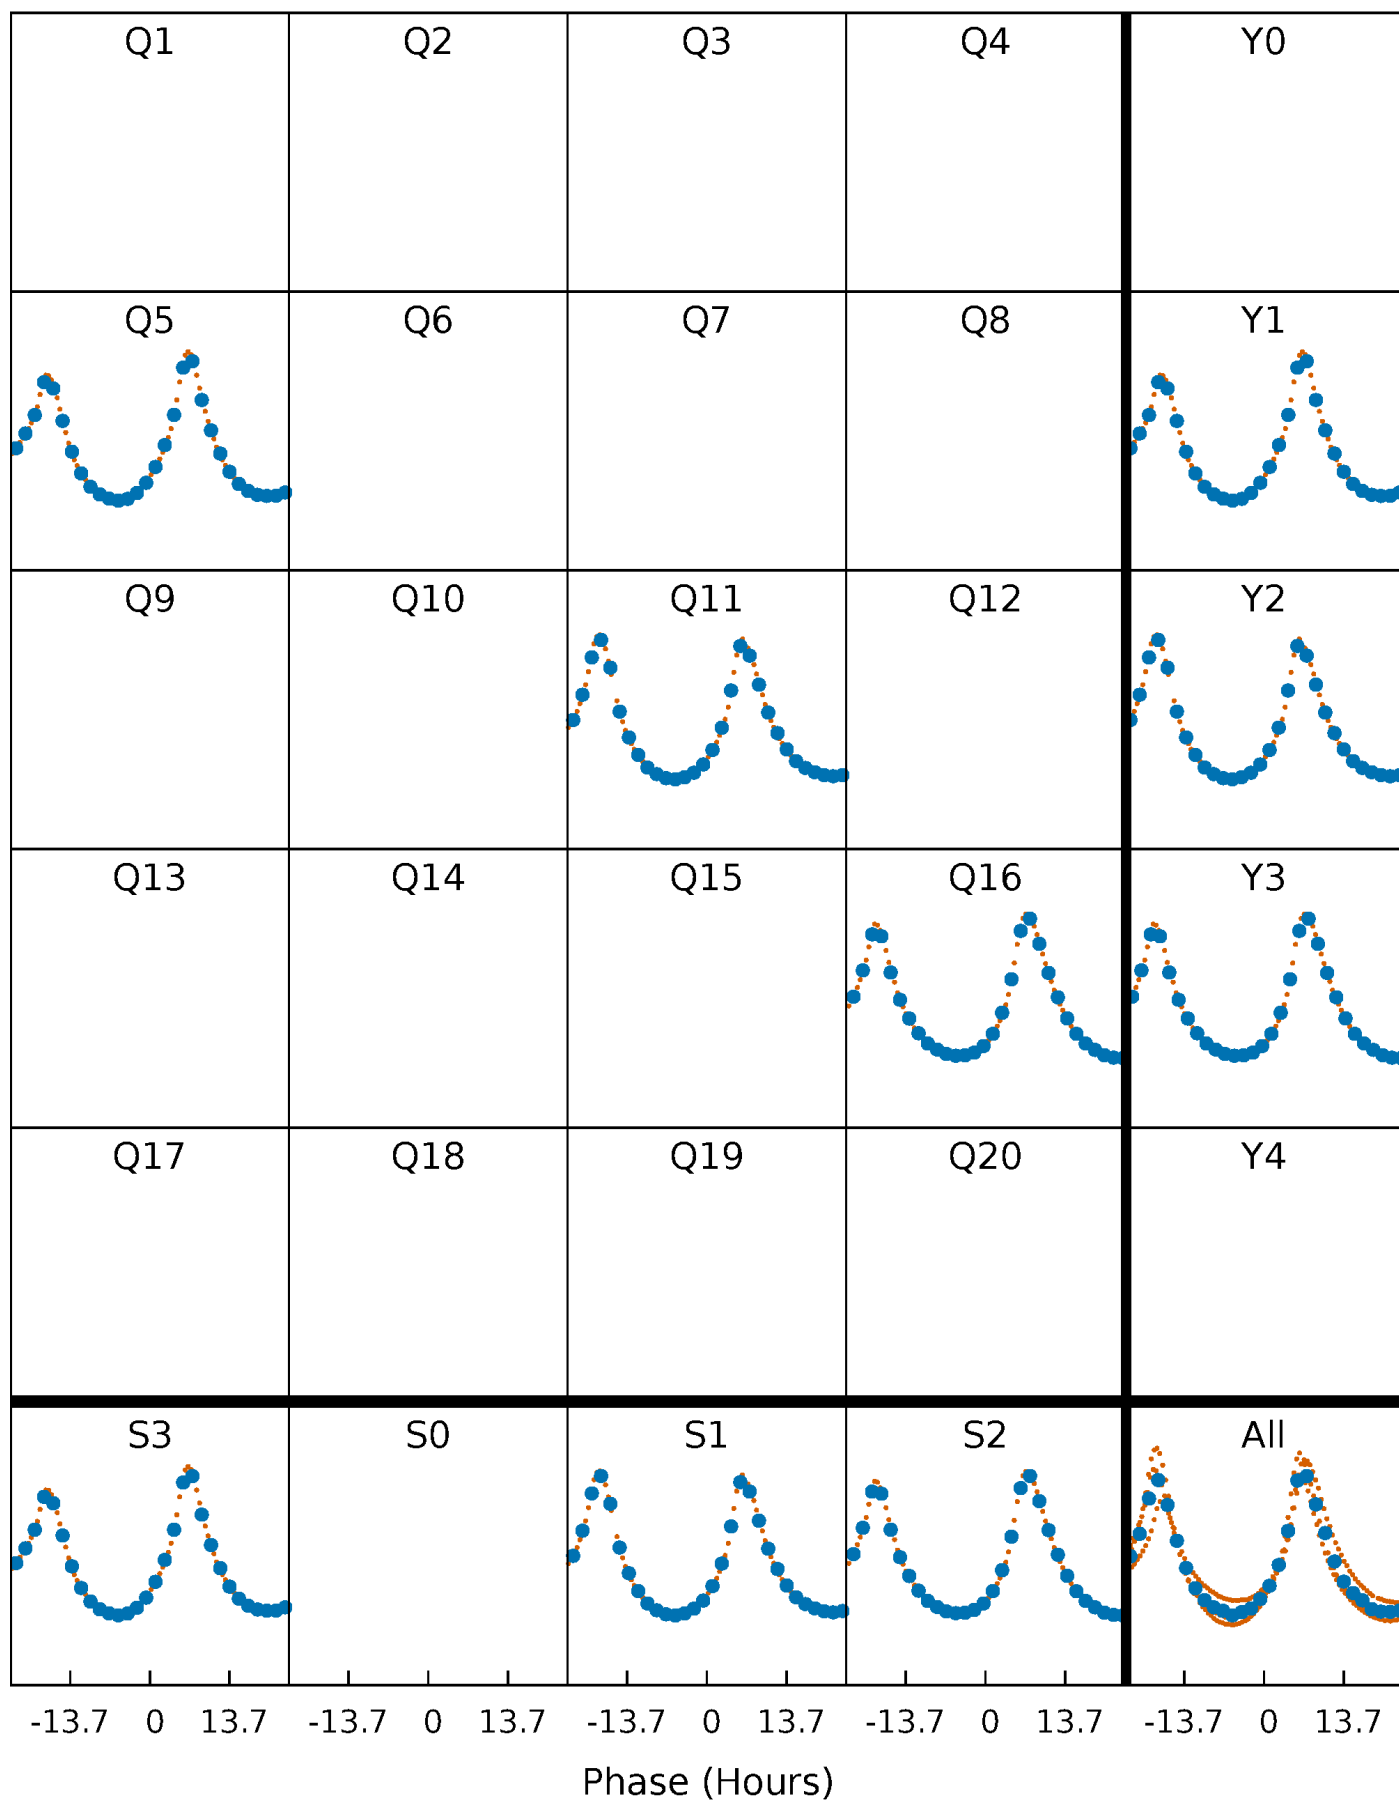 Q1 Q2 Q3 Q4 Y0
Q5 Q6 Q7 Q8 Y1
Q9 Q10 Q11 Q12 Y2
Q13 Q14 Q15 Q16 Y3
Q17 Q18 Q19 Q20 Y4
S3 S0 S1 S2 All
-13.7 0 13.7 -13.7 0 13.7 -13.7 0 13.7 -13.7 0 13.7 -13.7 0 13.7
Phase (Hours)